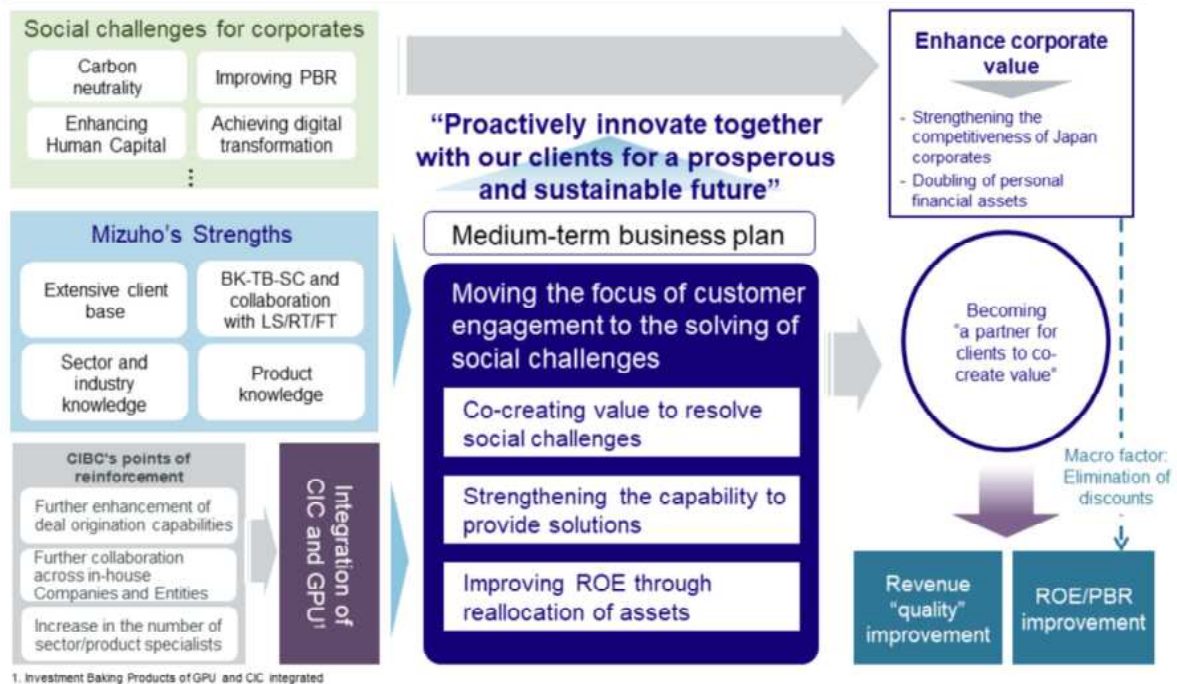 Social challenges for corporates
Carbon
neutrality
Improving PBR
Enhancing
Human Capital
Achieving digital
transformation
⋮
Mizuho's Strengths
Extensive client
base
BK-TB-SC and
collaboration
with LS/RT/FT
Sector and
industry
knowledge
Product
knowledge
CIBC's points of
reinforcement
Further enhancement of
deal origination capabilities
Further collaboration
across in-house
Companies and Entities
Increase in the number of
sector/product specialists
Integration of
CIC and GPU¹
“Proactively innovate together
with our clients for a prosperous
and sustainable future”
Medium-term business plan
Moving the focus of customer
engagement to the solving of
social challenges
Co-creating value to resolve
social challenges
Strengthening the capability to
provide solutions
Improving ROE through
reallocation of assets
Enhance corporate
value
- Strengthening the
competitiveness of Japan
corporates
- Doubling of personal
financial assets
Becoming
“a partner for
clients to co-
create value”
Macro factor:
Elimination of
discounts
Revenue
“quality”
improvement
ROE/PBR
improvement
1. Investment Baking Products of GPU and CIC integrated